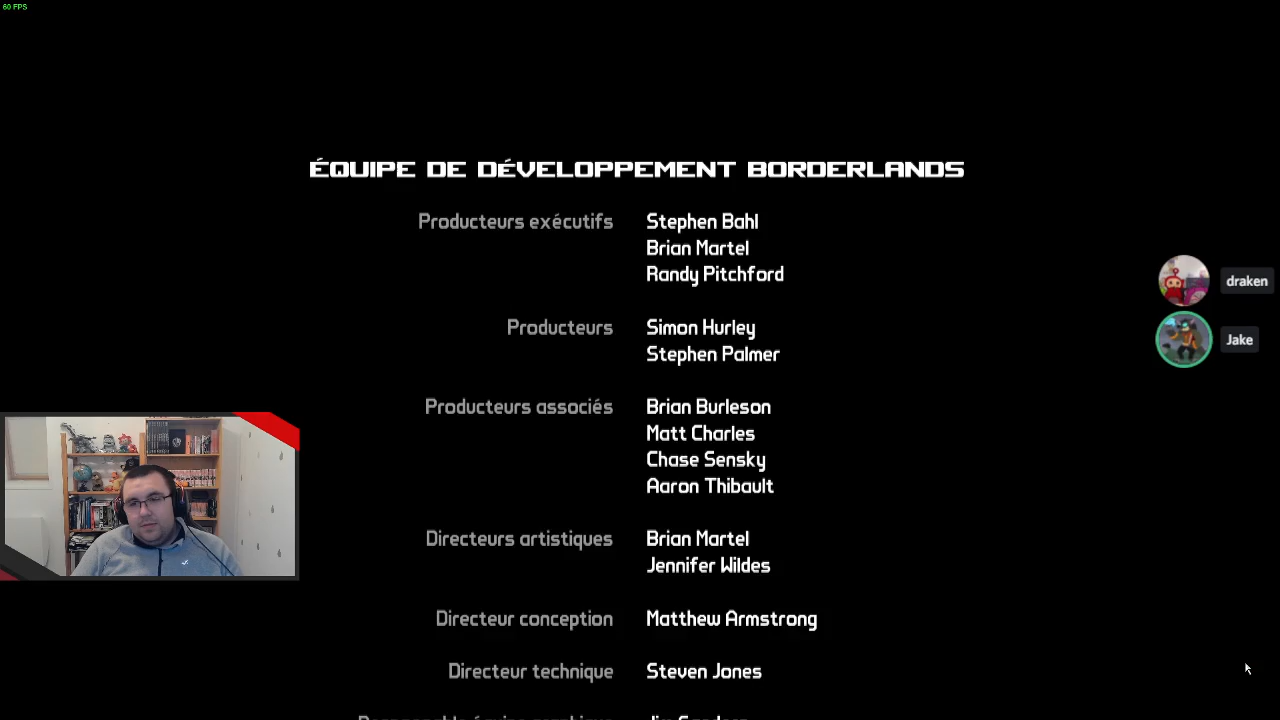 60 FPS
ÉQUIPE DE DÉVELOPPEMENT BORDERLANDS
Producteurs exécutifs Stephen Bahl
Brian Martel
Randy Pitchford
Producteurs Simon Hurley
Stephen Palmer
Producteurs associés Brian Burleson
Matt Charles
Chase Sensky
Aaron Thibault
Directeurs artistiques Brian Martel
Jennifer Wildes
Directeur conception Matthew Armstrong
Directeur technique Steven Jones
draken
Jake